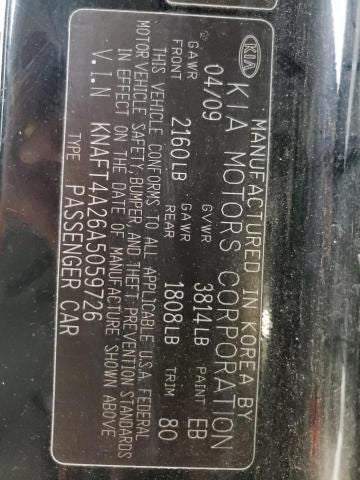 KIA
MANUFACTURED IN KOREA BY
KIA MOTORS CORPORATION
04/09 GVWR 3814LB PAINT EB
GAWR FRONT 2160LB GAWR REAR 1808LB TRIM 80
THIS VEHICLE CONFORMS TO ALL APPLICABLE U.S.A. FEDERAL
MOTOR VEHICLE SAFETY, BUMPER, AND THEFT PREVENTION STANDARDS
IN EFFECT ON THE DATE OF MANUFACTURE SHOWN ABOVE
V.I.N KNAFT4A26A5059726
TYPE PASSENGER CAR